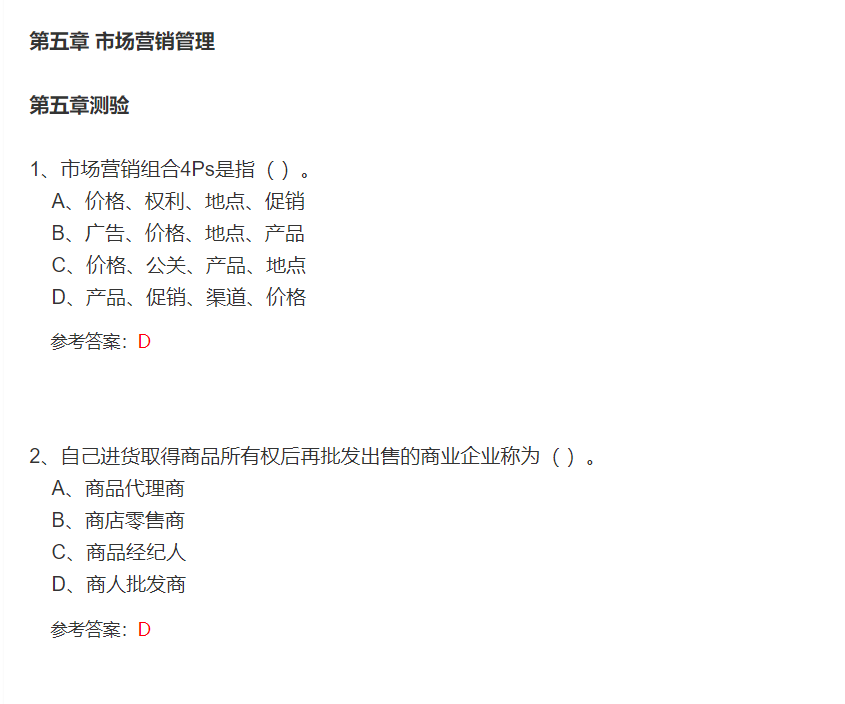 第五章 市场营销管理
第五章测验
1、市场营销组合4Ps是指（ ）。
A、价格、权利、地点、促销
B、广告、价格、地点、产品
C、价格、公关、产品、地点
D、产品、促销、渠道、价格
参考答案：D
2、自己进货取得商品所有权后再批发出售的商业企业称为（ ）。
A、商品代理商
B、商店零售商
C、商品经纪人
D、商人批发商
参考答案：D